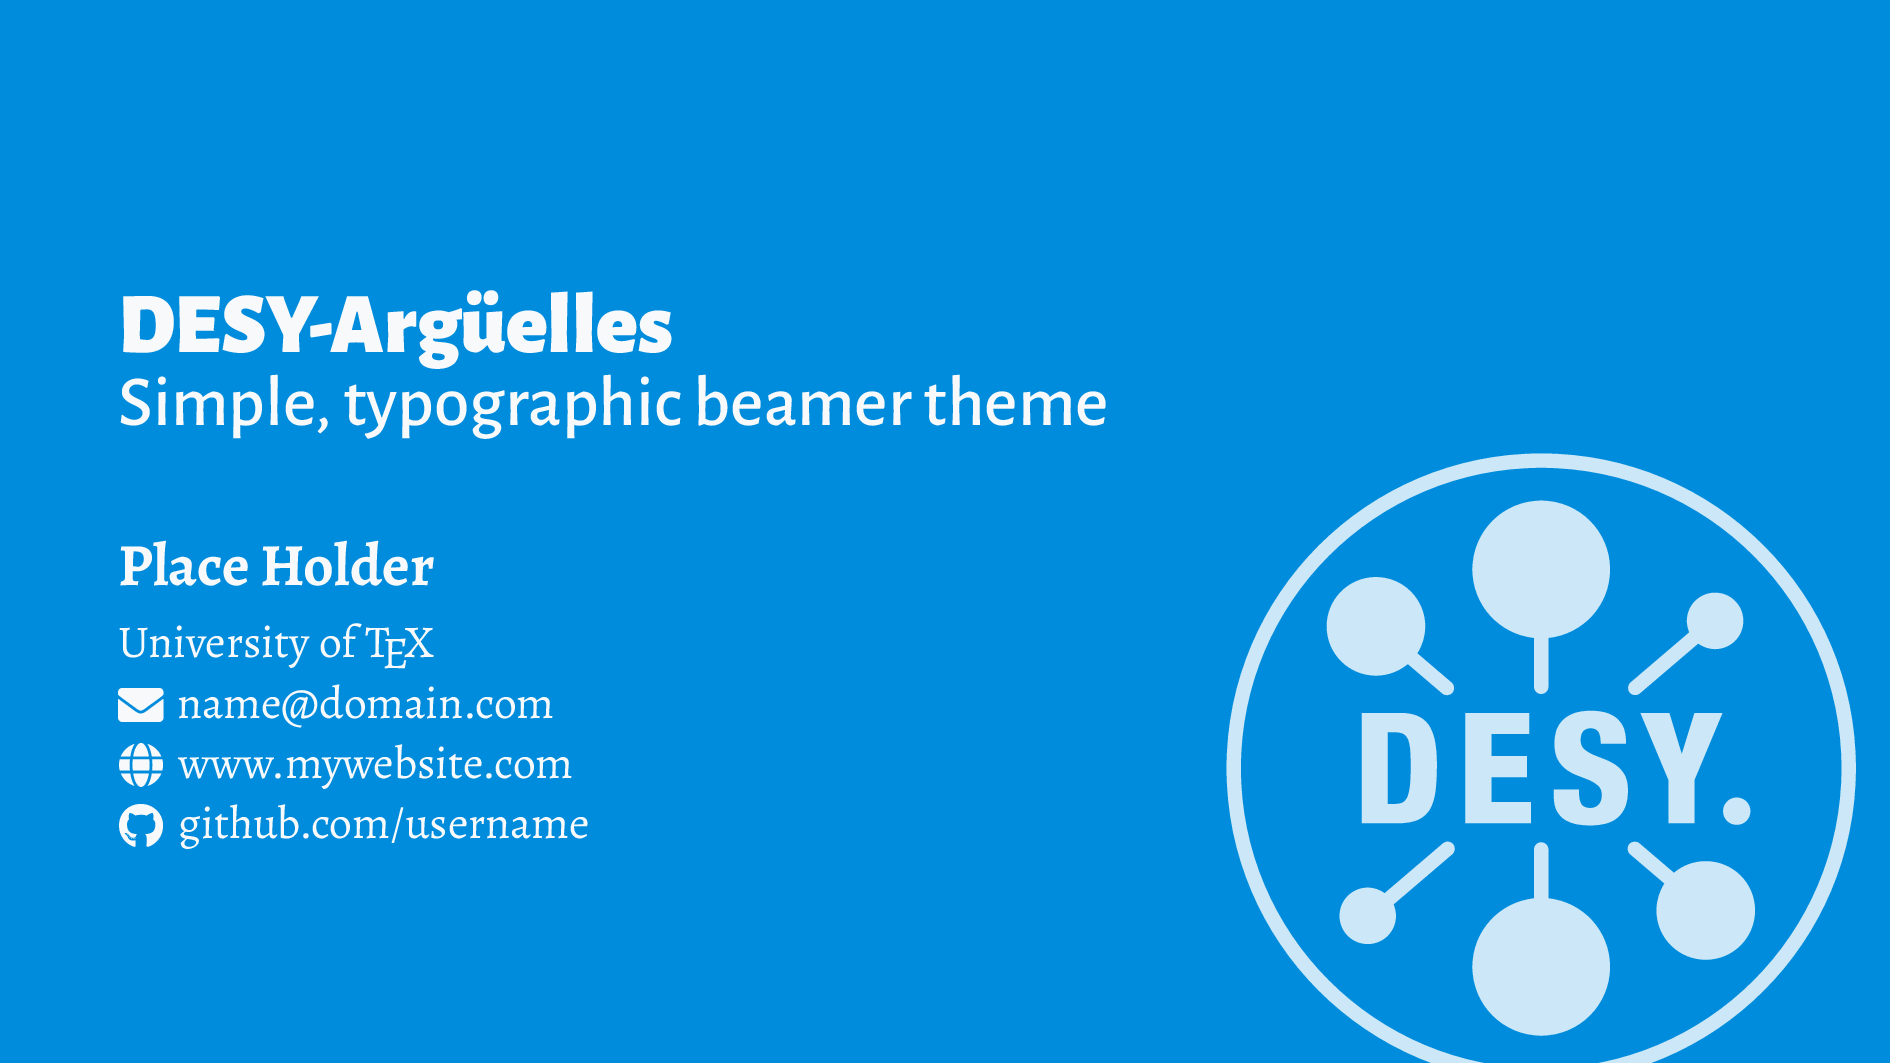 DESY-Argüelles
Simple, typographic beamer theme
Place Holder
University of TEX
name@domain.com
www.mywebsite.com
github.com/username
DESY.